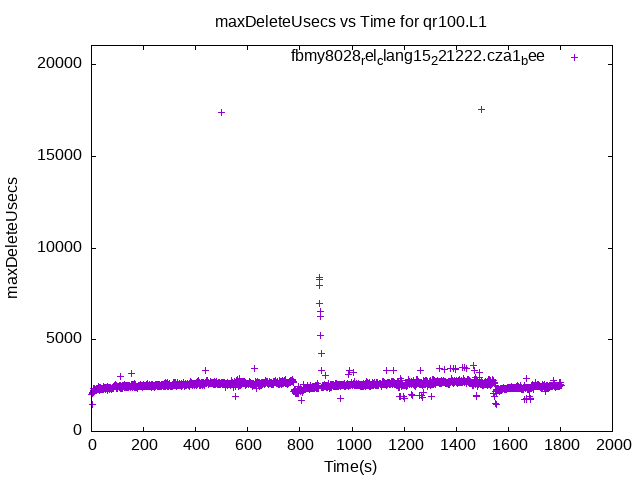 maxDeleteUsecs vs Time for qr100.L1
fbmy8028relclang15221222.cza1bee
20000
15000
10000
5000
0
maxDeleteUsecs
0 200 400 600 800 1000 1200 1400 1600 1800 2000
Time(s)